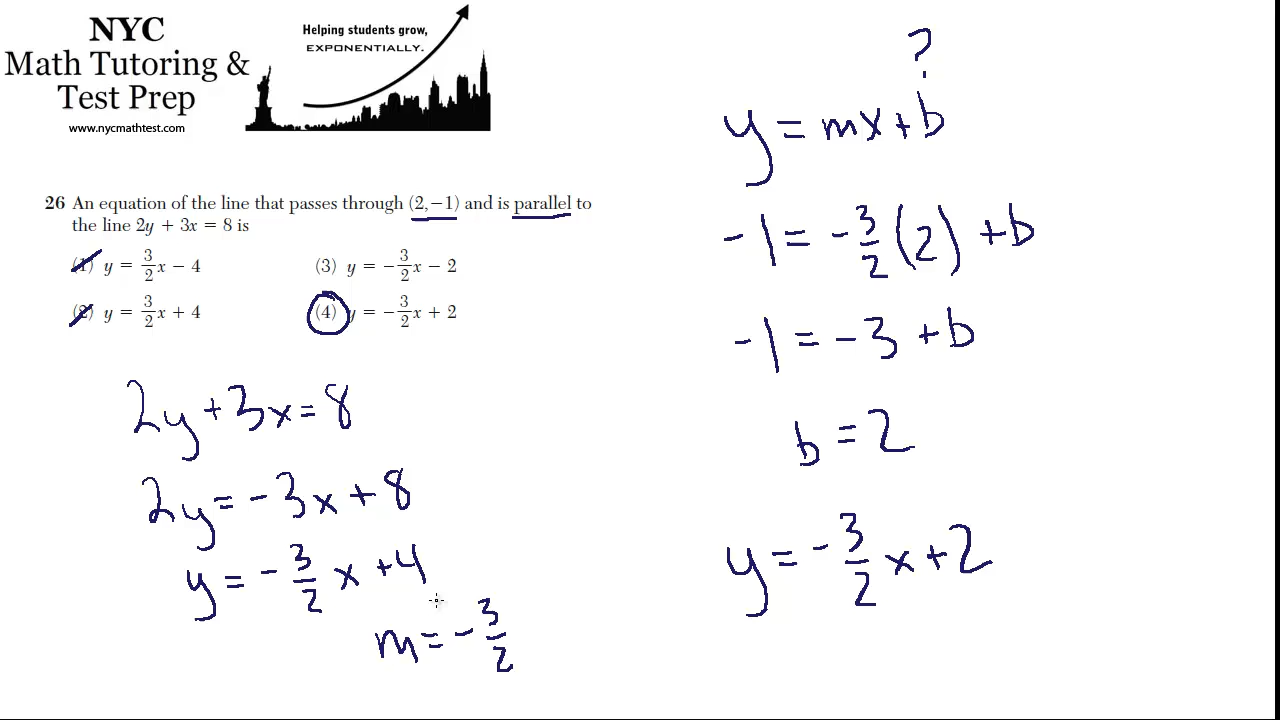 NYC
Math Tutoring &
Test Prep
www.nycmathtest.com
Helping students grow,
EXPONENTIALLY.
26 An equation of the line that passes through (2,−1) and is parallel to
the line 2y + 3x = 8 is
(1) y = 3/2x − 4
(3) y = −3/2x − 2
(2) y = 3/2x + 4
(4) y = −3/2x + 2
2y+3x=8
2y=-3x+8
y=-3/2x+4
m=-3/2
?
y=mx+b
-1=-3/2(2)+b
-1=-3+b
b=2
y=-3/2x+2